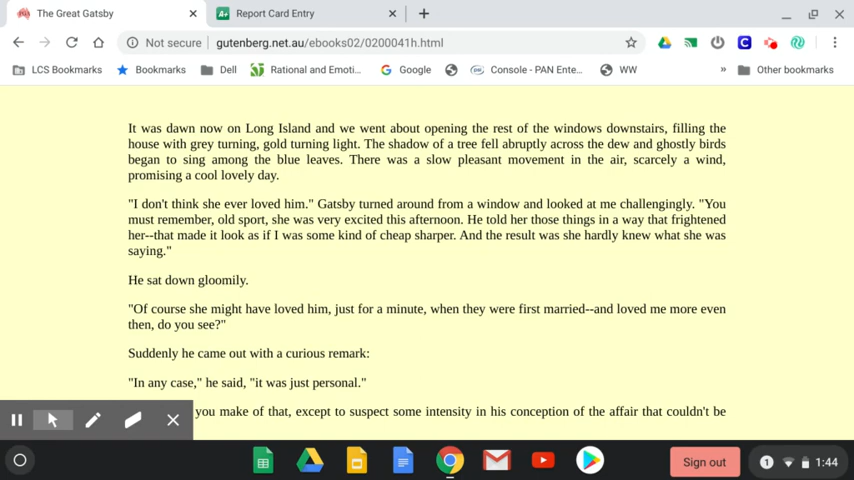 The Great Gatsby
A+
Report Card Entry
Not secure
gutenberg.net.au/ebooks02/0200041h.html
LCS Bookmarks
Bookmarks
Dell
Rational and Emoti...
Google
Console - PAN Ente...
WW
»
Other bookmarks
It was dawn now on Long Island and we went about opening the rest of the windows downstairs, filling the
house with grey turning, gold turning light. The shadow of a tree fell abruptly across the dew and ghostly birds
began to sing among the blue leaves. There was a slow pleasant movement in the air, scarcely a wind,
promising a cool lovely day.
"I don't think she ever loved him." Gatsby turned around from a window and looked at me challengingly. "You
must remember, old sport, she was very excited this afternoon. He told her those things in a way that frightened
her--that made it look as if I was some kind of cheap sharper. And the result was she hardly knew what she was
saying."
He sat down gloomily.
"Of course she might have loved him, just for a minute, when they were first married--and loved me more even
then, do you see?"
Suddenly he came out with a curious remark:
"In any case," he said, "it was just personal."
you make of that, except to suspect some intensity in his conception of the affair that couldn't be
Sign out
1
1:44